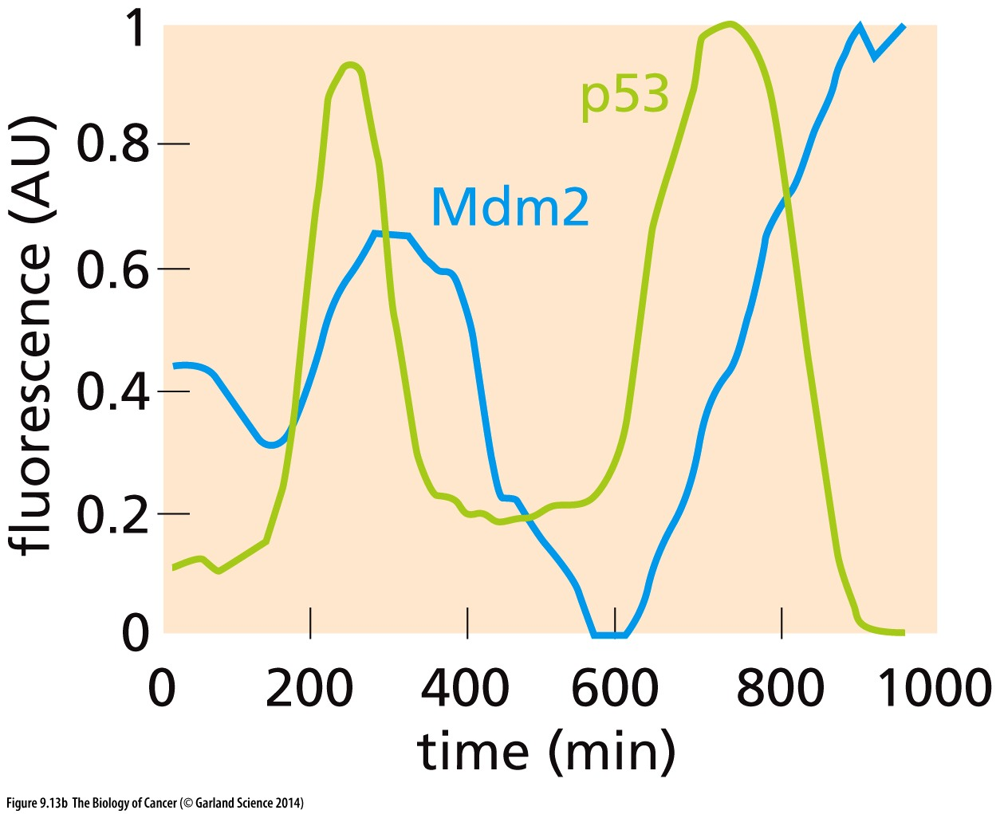 1
p53
0.8
Mdm2
0.6
0.4
0.2
0
fluorescence (AU)
0 200 400 600 800 1000
time (min)
Figure 9.13b The Biology of Cancer (© Garland Science 2014)